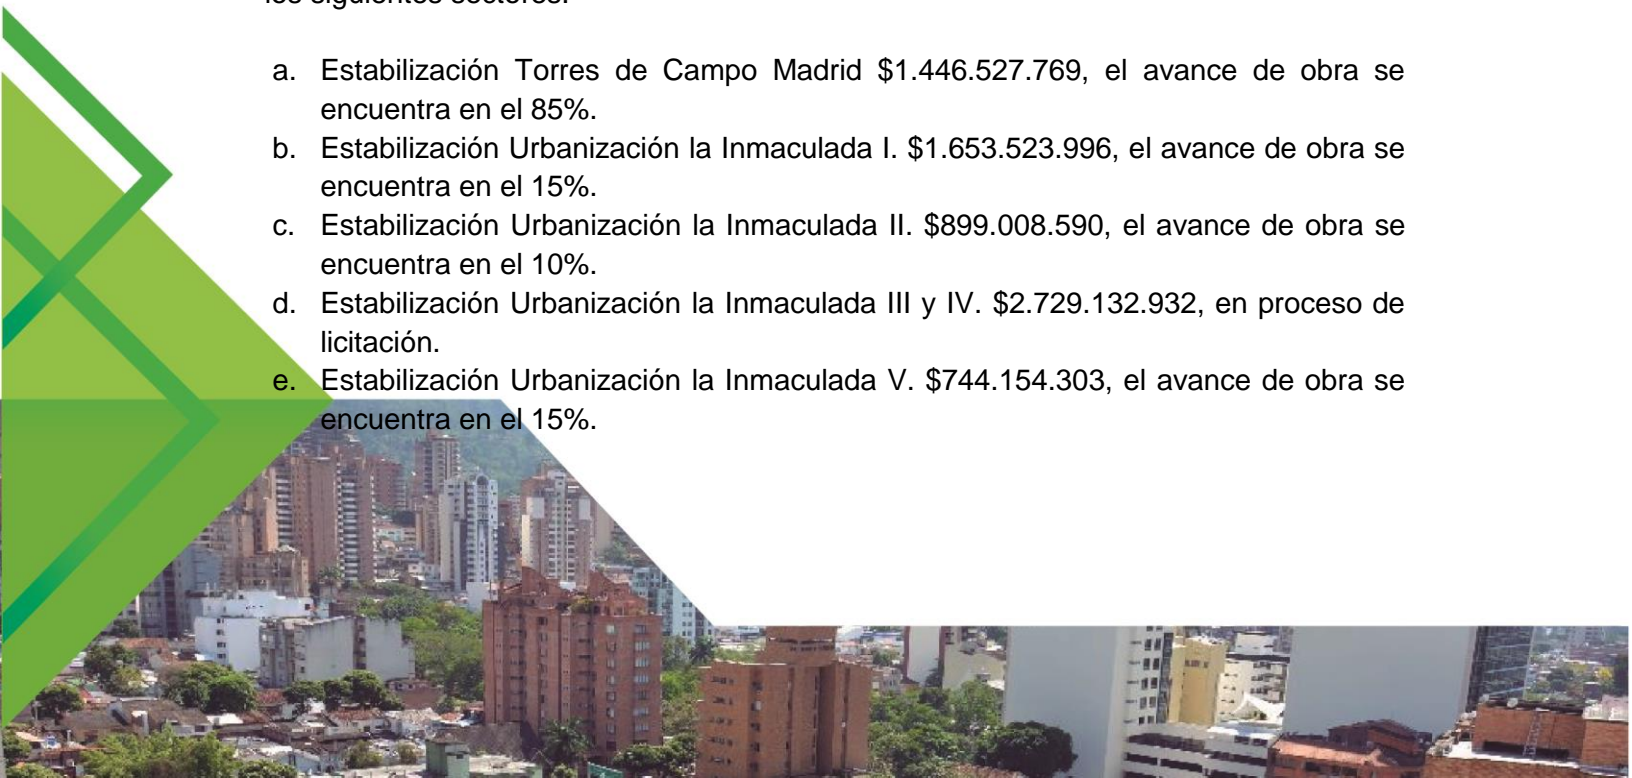 los siguientes sectores:
a. Estabilización Torres de Campo Madrid $1.446.527.769, el avance de obra se
encuentra en el 85%.
b. Estabilización Urbanización la Inmaculada I. $1.653.523.996, el avance de obra se
encuentra en el 15%.
c. Estabilización Urbanización la Inmaculada II. $899.008.590, el avance de obra se
encuentra en el 10%.
d. Estabilización Urbanización la Inmaculada III y IV. $2.729.132.932, en proceso de
licitación.
e. Estabilización Urbanización la Inmaculada V. $744.154.303, el avance de obra se
encuentra en el 15%.